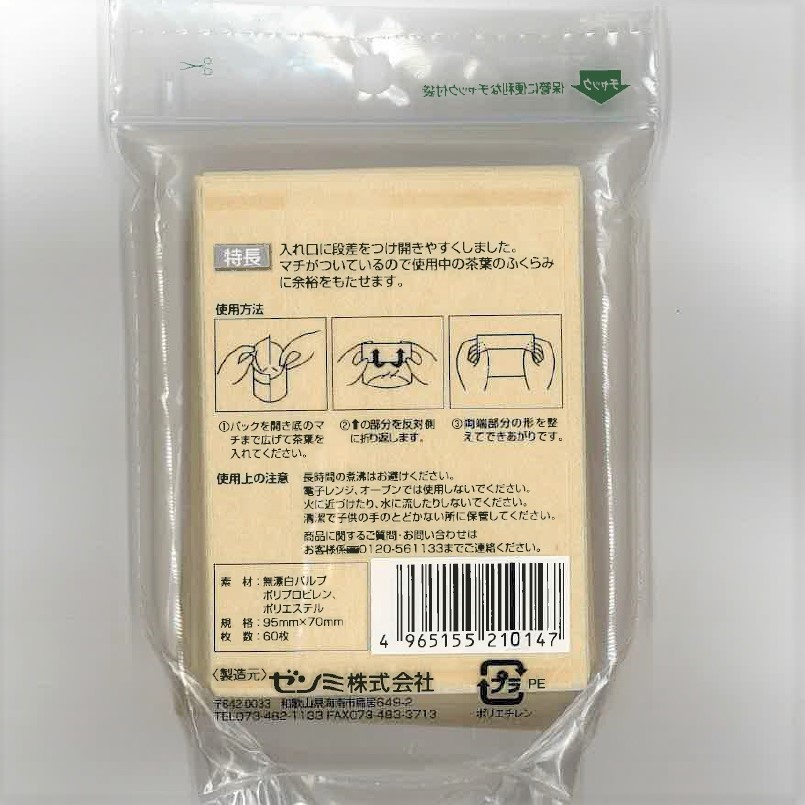 保管に便利なチャック付袋
チャック
特長
入れ口に段差をつけ開きやすくしました。
マチがついているので使用中の茶葉のふくらみ
に余裕をもたせます。
使用方法
①パックを開き底のマ
チまで広げて茶葉を
入れてください。
②⬆の部分を反対側
に折り返します。
③両端部分の形を整
えてできあがりです。
使用上の注意
長時間の煮沸はお避けください。
電子レンジ、オーブンでは使用しないでください。
火に近づけたり、水に流したりしないでください。
清潔で子供の手のとどかない所に保管してください。
商品に関するご質問・お問い合わせは
お客様係0120-561133までご連絡ください。
素 材：無漂白パルプ
ポリプロピレン、
ポリエステル
規 格：95mm×70mm
枚 数：60枚
4 965155 210147
〈製造元〉ゼンミ株式会社
〒642-0033 和歌山県海南市扇居649-2
TEL073-482-1133 FAX073-483-3713
プラ PE
ポリエチレン